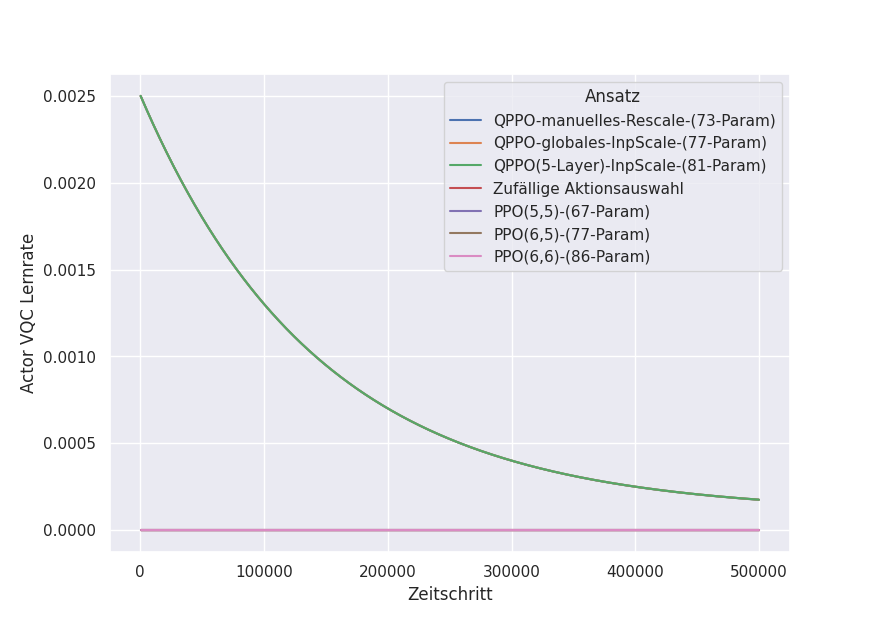 Ansatz
QPPO-manuelles-Rescale-(73-Param)
QPPO-globales-InpScale-(77-Param)
QPPO(5-Layer)-InpScale-(81-Param)
Zufällige Aktionsauswahl
PPO(5,5)-(67-Param)
PPO(6,5)-(77-Param)
PPO(6,6)-(86-Param)
Actor VQC Lernrate
0.0025
0.0020
0.0015
0.0010
0.0005
0.0000
0
100000
200000
300000
400000
500000
Zeitschritt